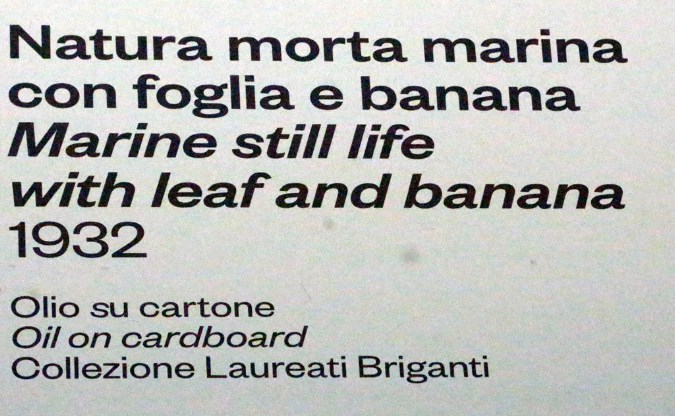 Natura morta marina
con foglia e banana
Marine still life
with leaf and banana
1932
Olio su cartone
Oil on cardboard
Collezione Laureati Briganti